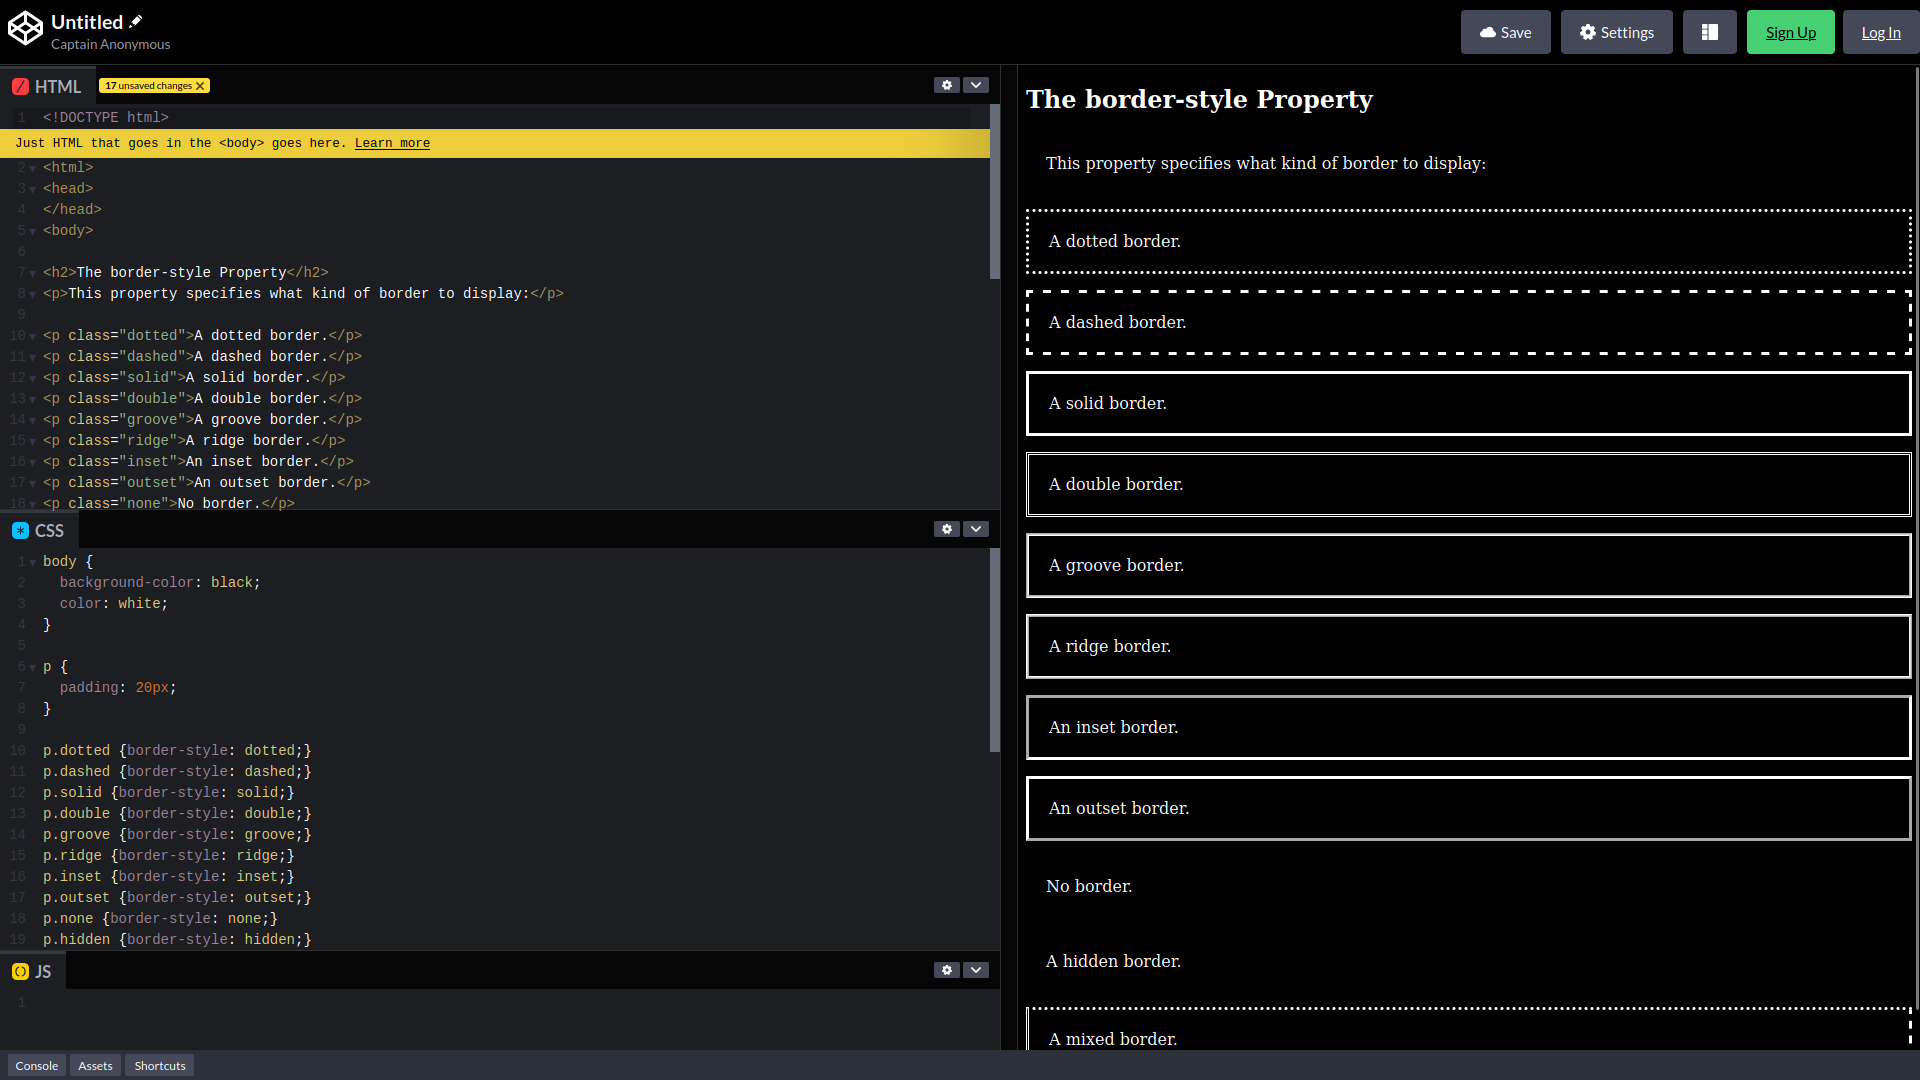 Untitled
Captain Anonymous
Save
Settings
Sign Up
Log In
HTML
17 unsaved changes
1 <!DOCTYPE html>
Just HTML that goes in the <body> goes here. Learn more
2 <html>
3 <head>
4 </head>
5 <body>
6
7 <h2>The border-style Property</h2>
8 <p>This property specifies what kind of border to display:</p>
9
10 <p class="dotted">A dotted border.</p>
11 <p class="dashed">A dashed border.</p>
12 <p class="solid">A solid border.</p>
13 <p class="double">A double border.</p>
14 <p class="groove">A groove border.</p>
15 <p class="ridge">A ridge border.</p>
16 <p class="inset">An inset border.</p>
17 <p class="outset">An outset border.</p>
18 <p class="none">No border.</p>
CSS
1 body {
2 background-color: black;
3 color: white;
4 }
5
6 p {
7 padding: 20px;
8 }
9
10 p.dotted {border-style: dotted;}
11 p.dashed {border-style: dashed;}
12 p.solid {border-style: solid;}
13 p.double {border-style: double;}
14 p.groove {border-style: groove;}
15 p.ridge {border-style: ridge;}
16 p.inset {border-style: inset;}
17 p.outset {border-style: outset;}
18 p.none {border-style: none;}
19 p.hidden {border-style: hidden;}
JS
1
The border-style Property
This property specifies what kind of border to display:
A dotted border.
A dashed border.
A solid border.
A double border.
A groove border.
A ridge border.
An inset border.
An outset border.
No border.
A hidden border.
A mixed border.
Console
Assets
Shortcuts